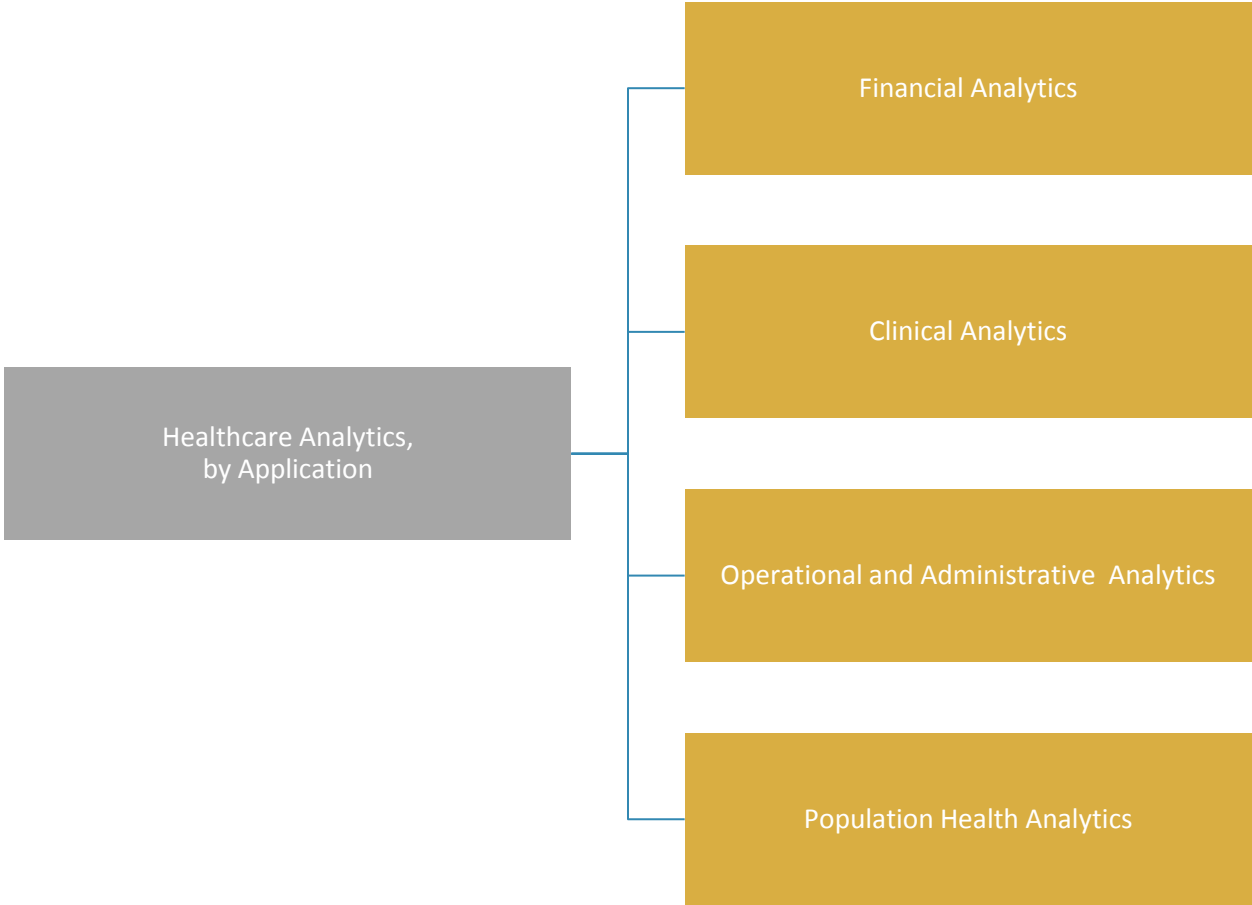 Financial Analytics
Clinical Analytics
Healthcare Analytics,
by Application
Operational and Administrative  Analytics
Population Health Analytics